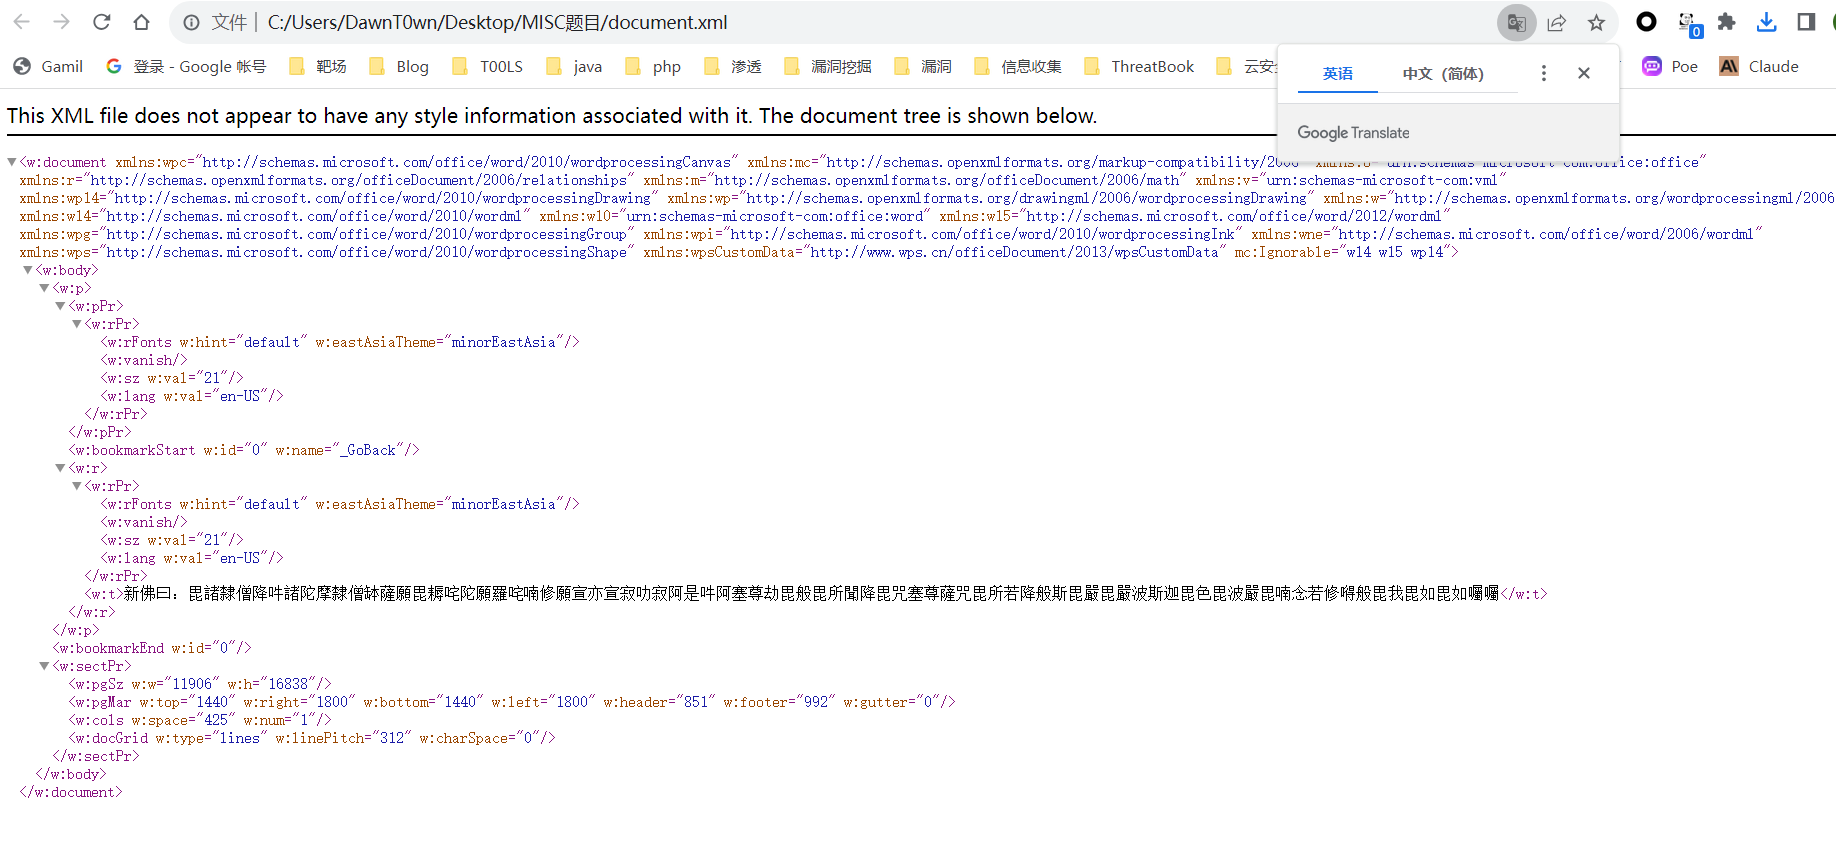 文件 | C:/Users/DawnT0wn/Desktop/MISC题目/document.xml
0
Gamil 登录 - Google 帐号 靶场 Blog T00LS java php 渗透 漏洞挖掘 漏洞 信息收集 ThreatBook 云安 Poe Claude
英语 中文（简体）
Google Translate
This XML file does not appear to have any style information associated with it. The document tree is shown below.
<w:document xmlns:wpc="http://schemas.microsoft.com/office/word/2010/wordprocessingCanvas" xmlns:mc="http://schemas.openxmlformats.org/markup-compatibility/2006" xmlns:o="urn:schemas-microsoft-com:office:office"
xmlns:r="http://schemas.openxmlformats.org/officeDocument/2006/relationships" xmlns:m="http://schemas.openxmlformats.org/officeDocument/2006/math" xmlns:v="urn:schemas-microsoft-com:vml"
xmlns:wp14="http://schemas.microsoft.com/office/word/2010/wordprocessingDrawing" xmlns:wp="http://schemas.openxmlformats.org/drawingml/2006/wordprocessingDrawing" xmlns:w="http://schemas.openxmlformats.org/wordprocessingml/2006
xmlns:w14="http://schemas.microsoft.com/office/word/2010/wordml" xmlns:w10="urn:schemas-microsoft-com:office:word" xmlns:w15="http://schemas.microsoft.com/office/word/2012/wordml"
xmlns:wpg="http://schemas.microsoft.com/office/word/2010/wordprocessingGroup" xmlns:wpi="http://schemas.microsoft.com/office/word/2010/wordprocessingInk" xmlns:wne="http://schemas.microsoft.com/office/word/2006/wordml"
xmlns:wps="http://schemas.microsoft.com/office/word/2010/wordprocessingShape" xmlns:wpsCustomData="http://www.wps.cn/officeDocument/2013/wpsCustomData" mc:Ignorable="w14 w15 wp14">
<w:body>
<w:p>
<w:pPr>
<w:rPr>
<w:rFonts w:hint="default" w:eastAsiaTheme="minorEastAsia"/>
<w:vanish/>
<w:sz w:val="21"/>
<w:lang w:val="en-US"/>
</w:rPr>
</w:pPr>
<w:bookmarkStart w:id="0" w:name="_GoBack"/>
<w:r>
<w:rPr>
<w:rFonts w:hint="default" w:eastAsiaTheme="minorEastAsia"/>
<w:vanish/>
<w:sz w:val="21"/>
<w:lang w:val="en-US"/>
</w:rPr>
<w:t>新佛曰：毘諸隸僧降吽諸陀摩隸僧缽薩願毘耨咤陀願羅咤喃修願宣亦宣寂叻寂阿是吽阿塞尊劫毘般毘所聞降毘咒塞尊薩咒毘所若降般斯毘嚴毘嚴波斯迦毘色毘波嚴毘喃念若修嘚般毘我毘如毘如囑囑</w:t>
</w:r>
</w:p>
<w:bookmarkEnd w:id="0"/>
<w:sectPr>
<w:pgSz w:w="11906" w:h="16838"/>
<w:pgMar w:top="1440" w:right="1800" w:bottom="1440" w:left="1800" w:header="851" w:footer="992" w:gutter="0"/>
<w:cols w:space="425" w:num="1"/>
<w:docGrid w:type="lines" w:linePitch="312" w:charSpace="0"/>
</w:sectPr>
</w:body>
</w:document>